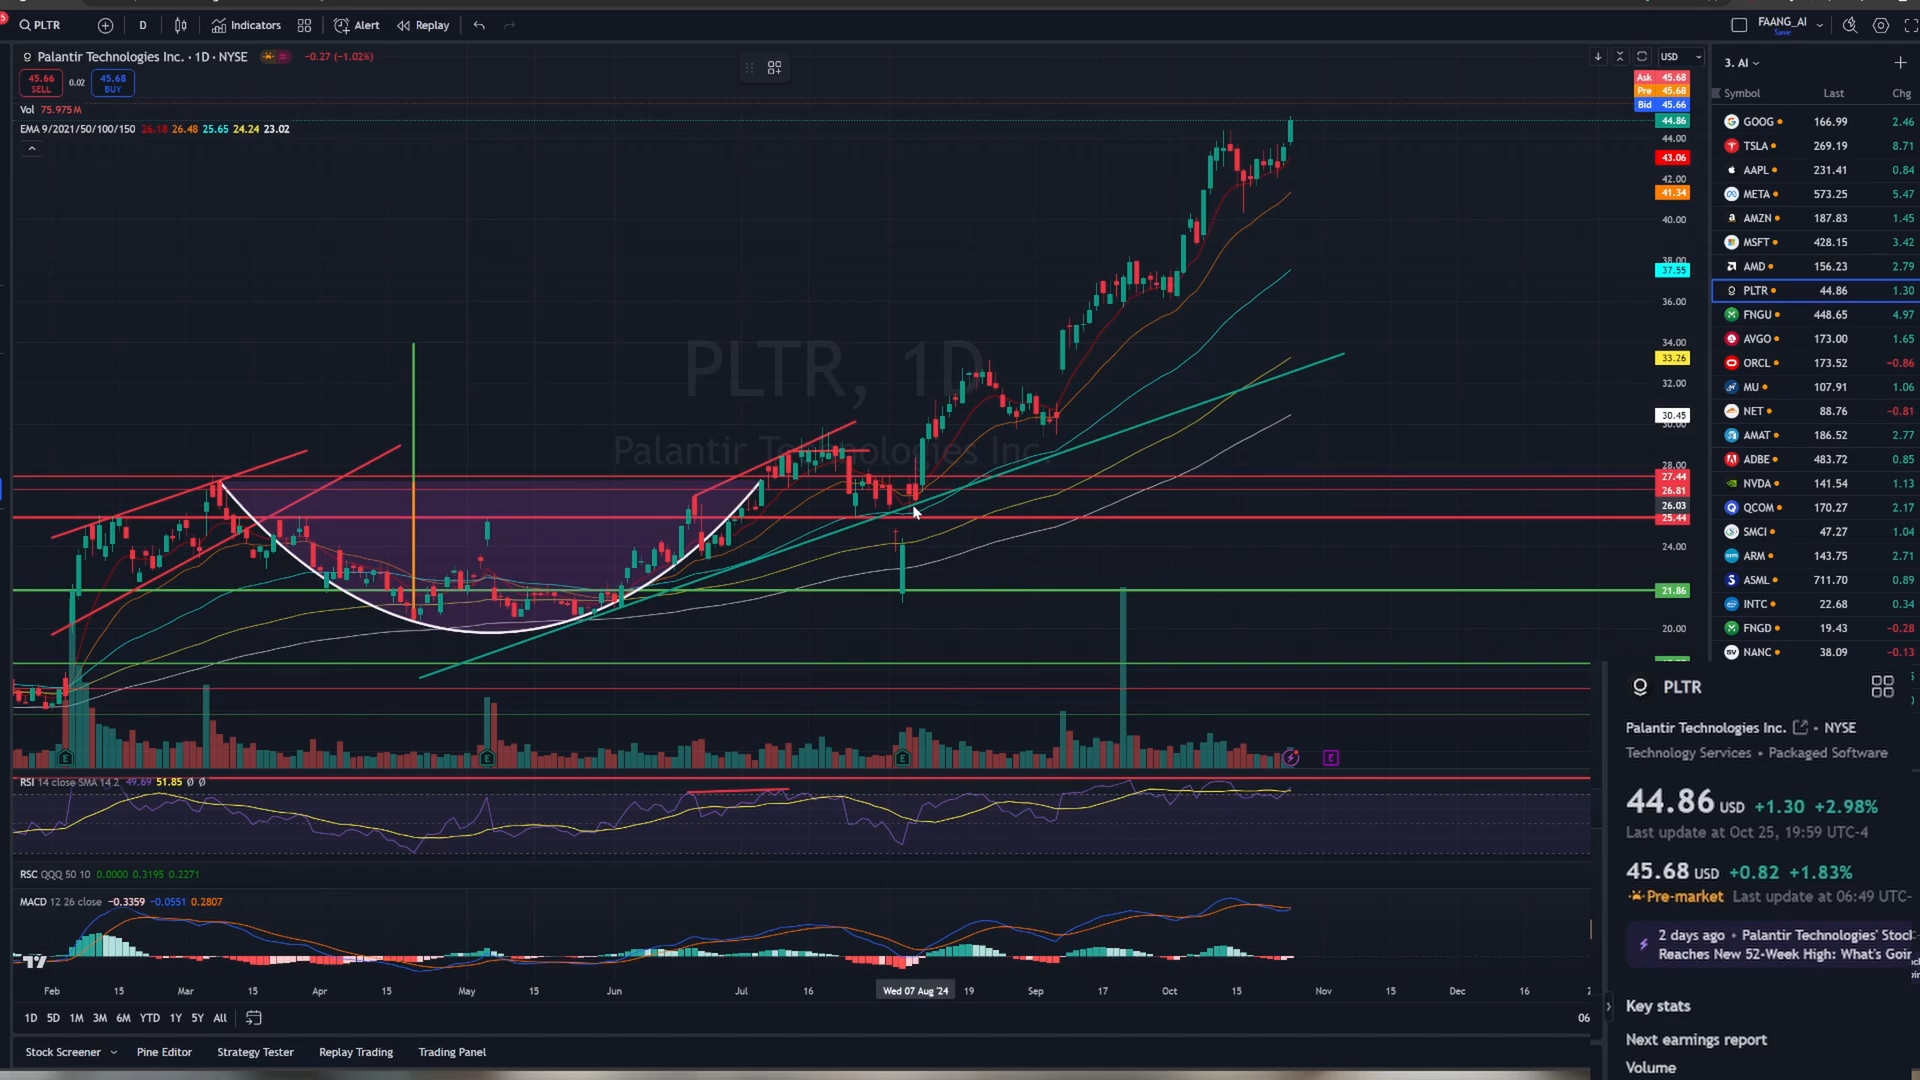 PLTR D Indicators Alert Replay FAANG_AI
Save
Palantir Technologies Inc. · 1D · NYSE −0.27 (−1.02%) USD
3. AI
45.66 0.02 45.68
SELL BUY
Vol 75.975M
EMA 9/2021/50/100/150 26.18 26.48 25.65 24.24 23.02
PLTR, 1D
Palantir Technologies Inc.
Ask 45.68
Pre 45.68
Bid 45.66
44.86
44.00
43.06
42.00
41.34
40.00
38.00
37.55
36.00
34.00
33.26
32.00
30.45
30.00
28.00
27.44
26.81
26.03
25.44
24.00
21.86
20.00
Symbol Last Chg
GOOG 166.99 2.46
TSLA 269.19 8.71
AAPL 231.41 0.84
META 573.25 5.47
AMZN 187.83 1.45
MSFT 428.15 3.42
AMD 156.23 2.79
PLTR 44.86 1.30
FNGU 448.65 4.97
AVGO 173.00 1.65
ORCL 173.52 −0.86
MU 107.91 1.06
NET 88.76 −0.81
AMAT 186.52 2.77
ADBE 483.72 0.85
NVDA 141.54 1.13
QCOM 170.27 2.17
SMCI 47.27 1.04
ARM 143.75 2.71
ASML 711.70 0.89
INTC 22.68 0.34
FNGD 19.43 −0.28
NANC 38.09 −0.13
E E E E
RSI 14 close SMA 14 2 49.69 51.85 Ø Ø
RSC QQQ 50 10 0.0000 0.3195 0.2271
MACD 12 26 close −0.3359 −0.0551 0.2807
Feb 15 Mar 15 Apr 15 May 15 Jun Jul 16 Wed 07 Aug '24 19 Sep 17 Oct 15 Nov 15 Dec 16
1D 5D 1M 3M 6M YTD 1Y 5Y All 06
Stock Screener Pine Editor Strategy Tester Replay Trading Trading Panel
PLTR
Palantir Technologies Inc. • NYSE
Technology Services • Packaged Software
44.86 USD +1.30 +2.98%
Last update at Oct 25, 19:59 UTC-4
45.68 USD +0.82 +1.83%
Pre-market Last update at 06:49 UTC-
2 days ago • Palantir Technologies' Stock
Reaches New 52-Week High: What's Goin
Key stats
Next earnings report
Volume